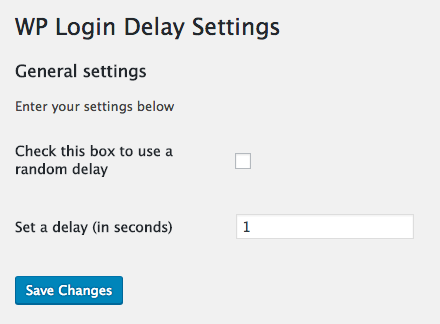 WP Login Delay Settings
General settings
Enter your settings below
Check this box to use a
random delay
Set a delay (in seconds)
1
Save Changes